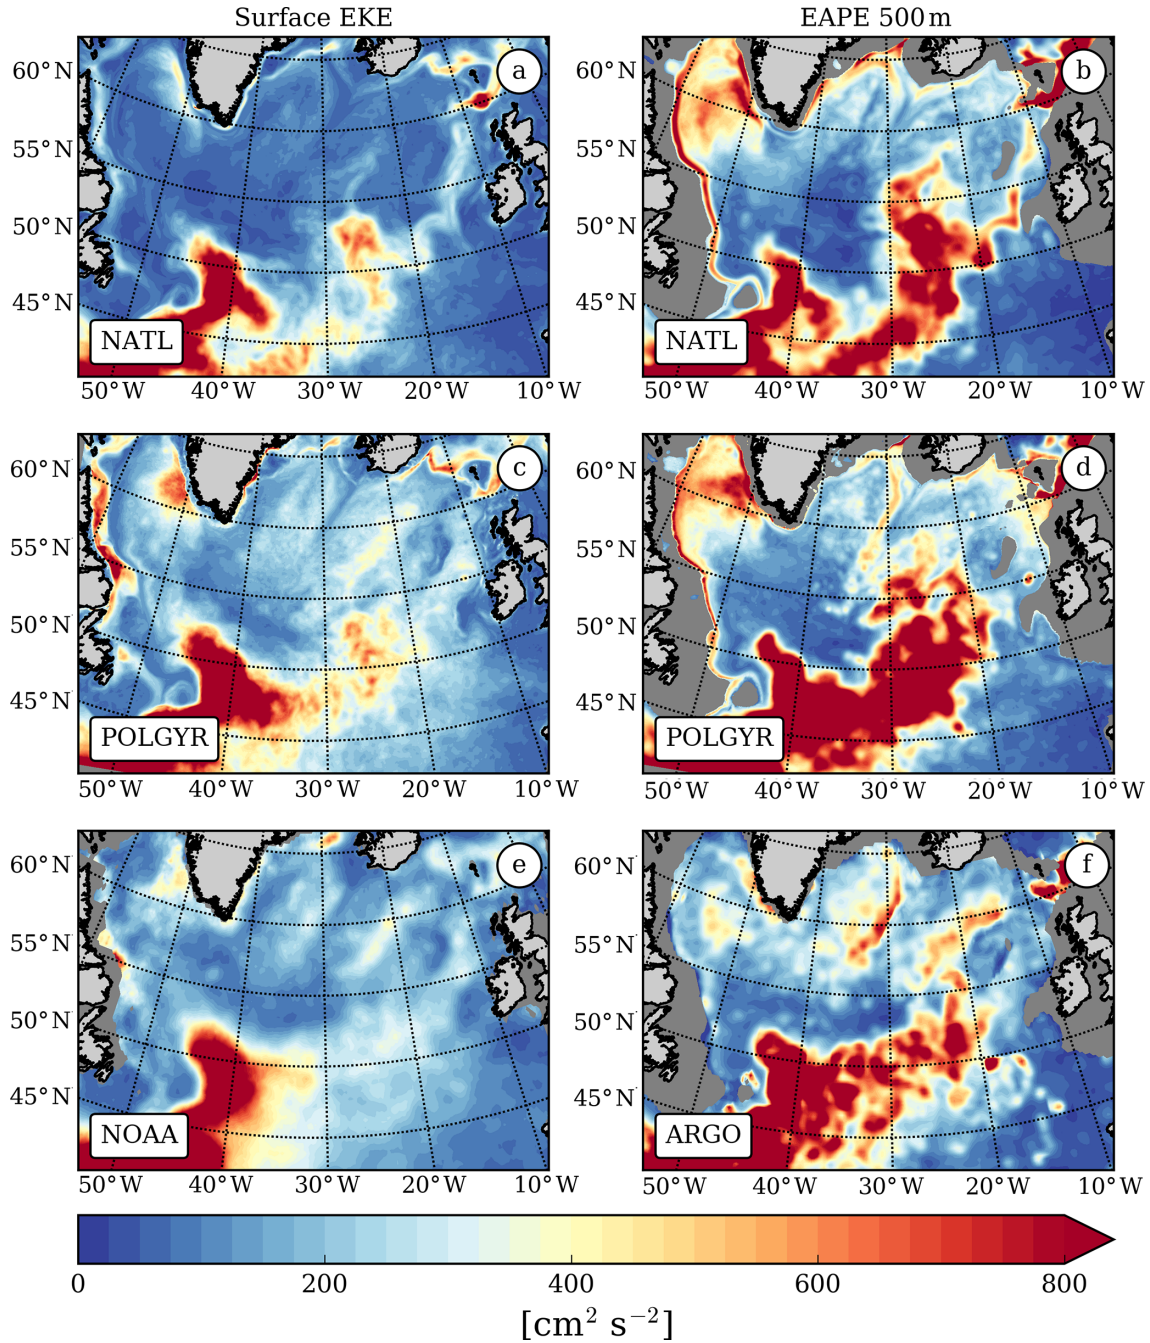 Surface EKE EAPE 500 m
60°N a 60°N b
55°N 55°N
50°N 50°N
45°N 45°N
NATL NATL
50°W 40°W 30°W 20°W 10°W 50°W 40°W 30°W 20°W 10°W
60°N c 60°N d
55°N 55°N
50°N 50°N
45°N 45°N
POLGYR POLGYR
50°W 40°W 30°W 20°W 10°W 50°W 40°W 30°W 20°W 10°W
60°N e 60°N f
55°N 55°N
50°N 50°N
45°N 45°N
NOAA ARGO
50°W 40°W 30°W 20°W 10°W 50°W 40°W 30°W 20°W 10°W
0 200 400 600 800
[cm² s⁻²]